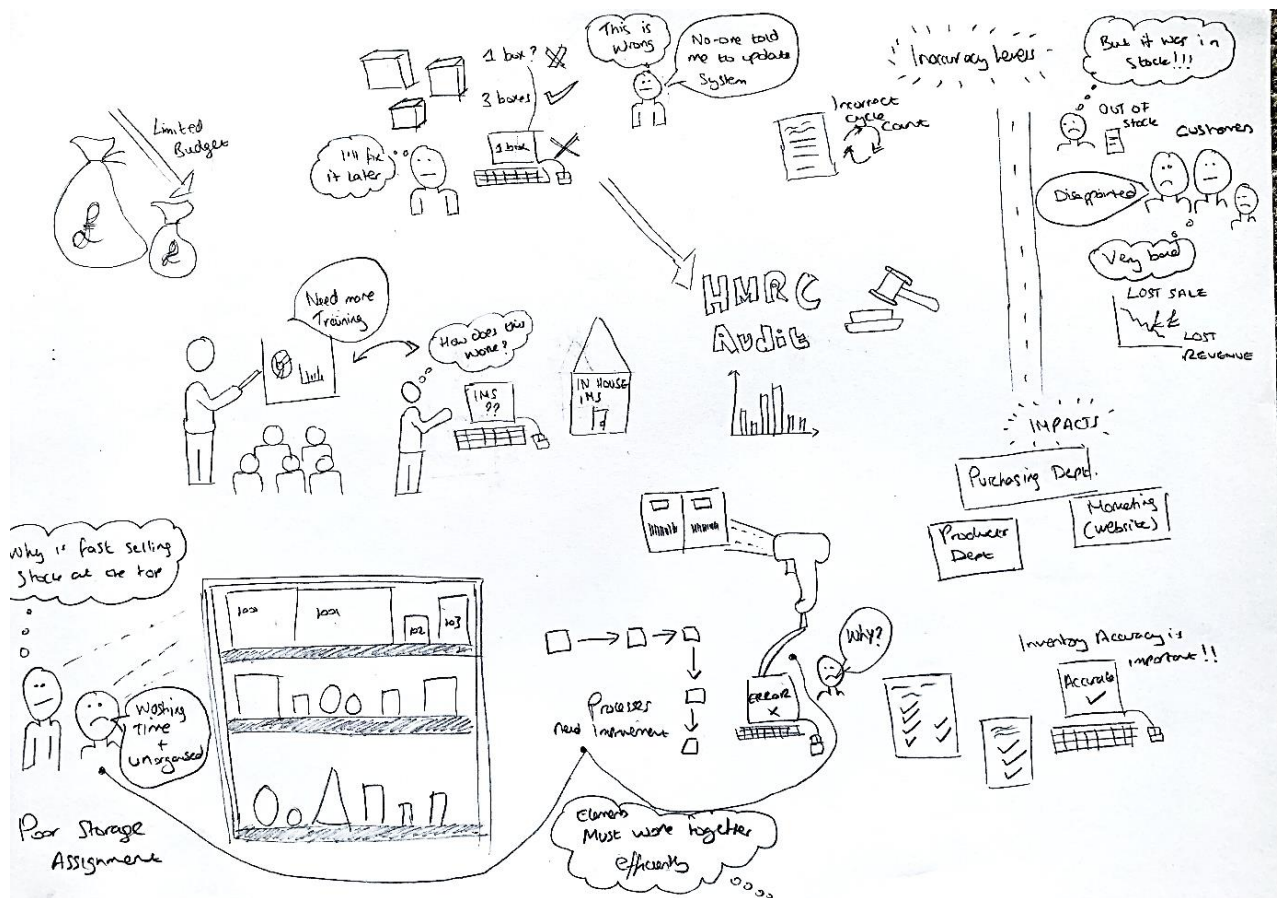 Limited
Budget
£
£
1 box?
3 boxes
1 box
I'll fix
it later
This is
Wrong
No-one told
me to update
System
Incorrect
cycle
count
Inaccuracy Levels
But it was in
Stock!!!
OUT OF
Stock
Customers
Disappointed
Very bad
LOST SALE
££
LOST
REVENUE
Need more
Training
How does this
work?
IMS
??
IN HOUSE
IMS
HMRC
Audit
IMPACTS
Purchasing Dept.
Marketing
(website)
Products
Dept
Why is fast selling
Stock at the top
Wasting
Time
+
unorganised
Poor Storage
Assignment
102
103
Processes
need Improvement
ERROR
X
Why?
Elements
Must work together
efficiently
Inventory Accuracy is
important!!
Accurate